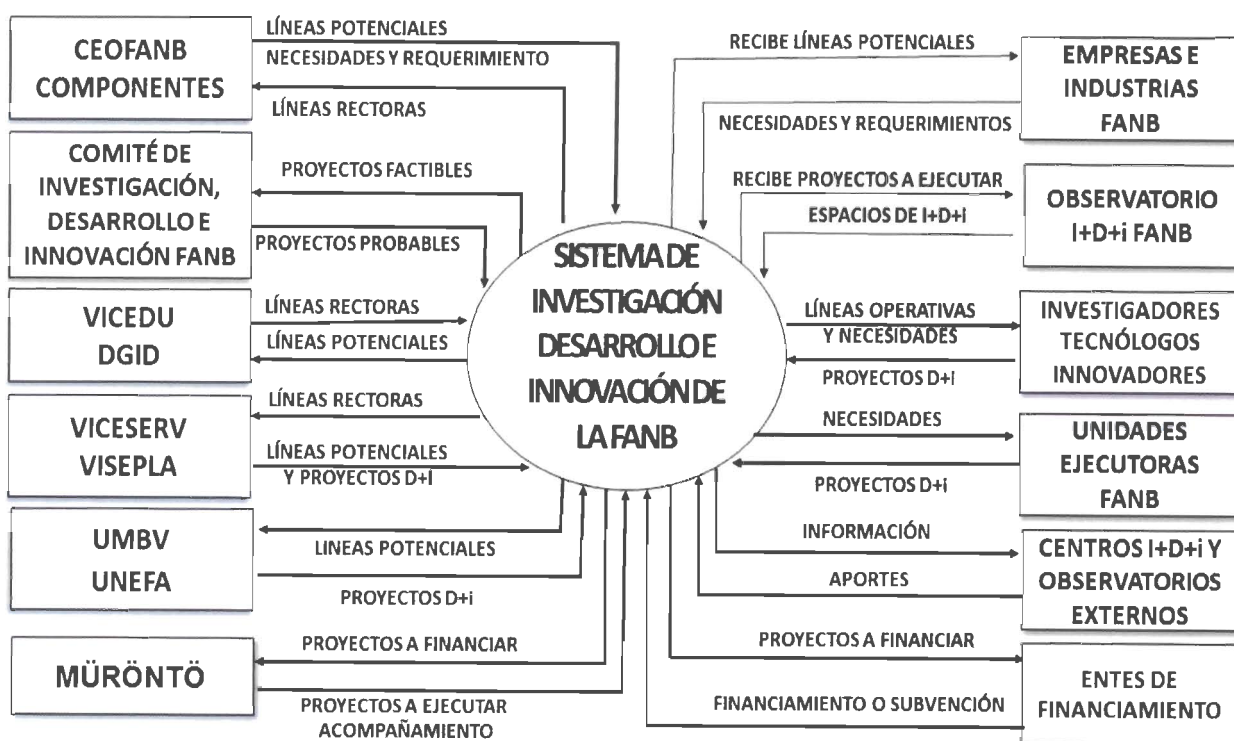 CEOFANB
COMPONENTES
LÍNEAS POTENCIALES
NECESIDADES Y REQUERIMIENTO
LÍNEAS RECTORAS
COMITÉ DE
INVESTIGACIÓN,
DESARROLLO E
INNOVACIÓN FANB
PROYECTOS FACTIBLES
PROYECTOS PROBABLES
VICEDU
DGID
LÍNEAS RECTORAS
LÍNEAS POTENCIALES
VICESERV
VISEPLA
LÍNEAS RECTORAS
LÍNEAS POTENCIALES
Y PROYECTOS D+I
UMBV
UNEFA
LINEAS POTENCIALES
PROYECTOS D+i
MÜRÖNTÖ
PROYECTOS A FINANCIAR
PROYECTOS A EJECUTAR
ACOMPAÑAMIENTO
SISTEMA DE
INVESTIGACIÓN
DESARROLLO E
INNOVACIÓN DE
LA FANB
RECIBE LÍNEAS POTENCIALES
NECESIDADES Y REQUERIMIENTOS
EMPRESAS E
INDUSTRIAS
FANB
RECIBE PROYECTOS A EJECUTAR
ESPACIOS DE I+D+i
OBSERVATORIO
I+D+i FANB
LÍNEAS OPERATIVAS
Y NECESIDADES
PROYECTOS D+i
INVESTIGADORES
TECNÓLOGOS
INNOVADORES
NECESIDADES
PROYECTOS D+i
UNIDADES
EJECUTORAS
FANB
INFORMACIÓN
APORTES
CENTROS I+D+i Y
OBSERVATORIOS
EXTERNOS
PROYECTOS A FINANCIAR
FINANCIAMIENTO O SUBVENCIÓN
ENTES DE
FINANCIAMIENTO